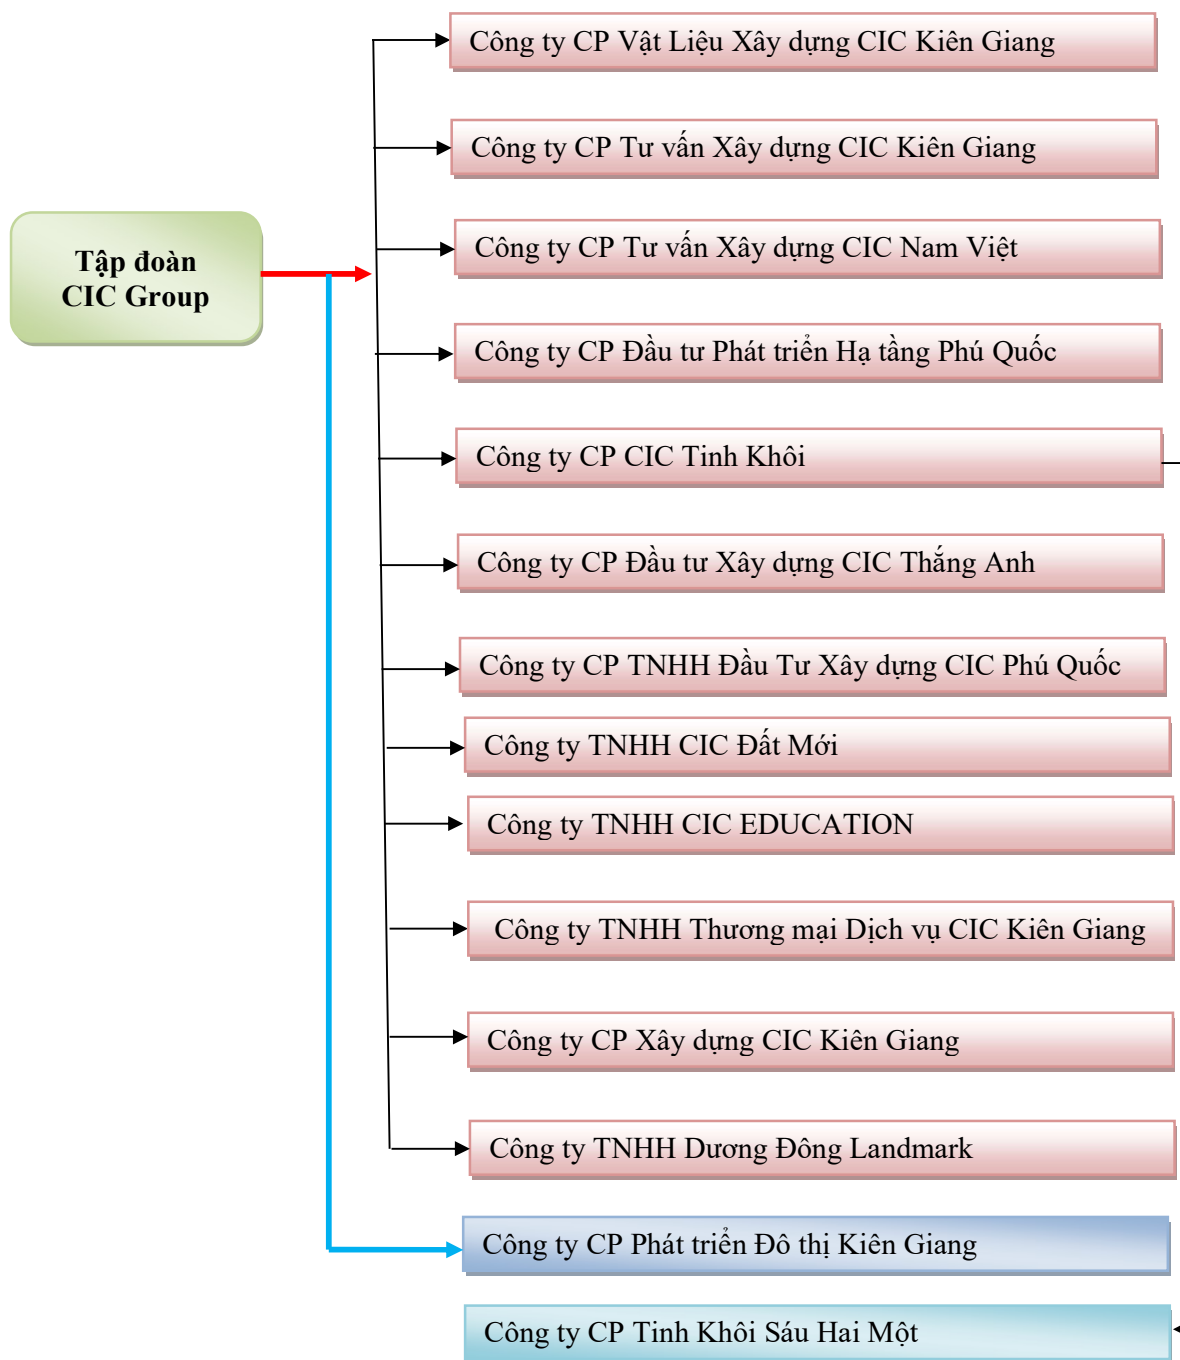 Công ty CP Vật Liệu Xây dựng CIC Kiên Giang
Công ty CP Tư vấn Xây dựng CIC Kiên Giang
Tập đoàn
CIC Group
Công ty CP Tư vấn Xây dựng CIC Nam Việt
Công ty CP Đầu tư Phát triển Hạ tầng Phú Quốc
Công ty CP CIC Tinh Khôi
Công ty CP Đầu tư Xây dựng CIC Thắng Anh
Công ty CP TNHH Đầu Tư Xây dựng CIC Phú Quốc
Công ty TNHH CIC Đất Mới
Công ty TNHH CIC EDUCATION
Công ty TNHH Thương mại Dịch vụ CIC Kiên Giang
Công ty CP Xây dựng CIC Kiên Giang
Công ty TNHH Dương Đông Landmark
Công ty CP Phát triển Đô thị Kiên Giang
Công ty CP Tinh Khôi Sáu Hai Một